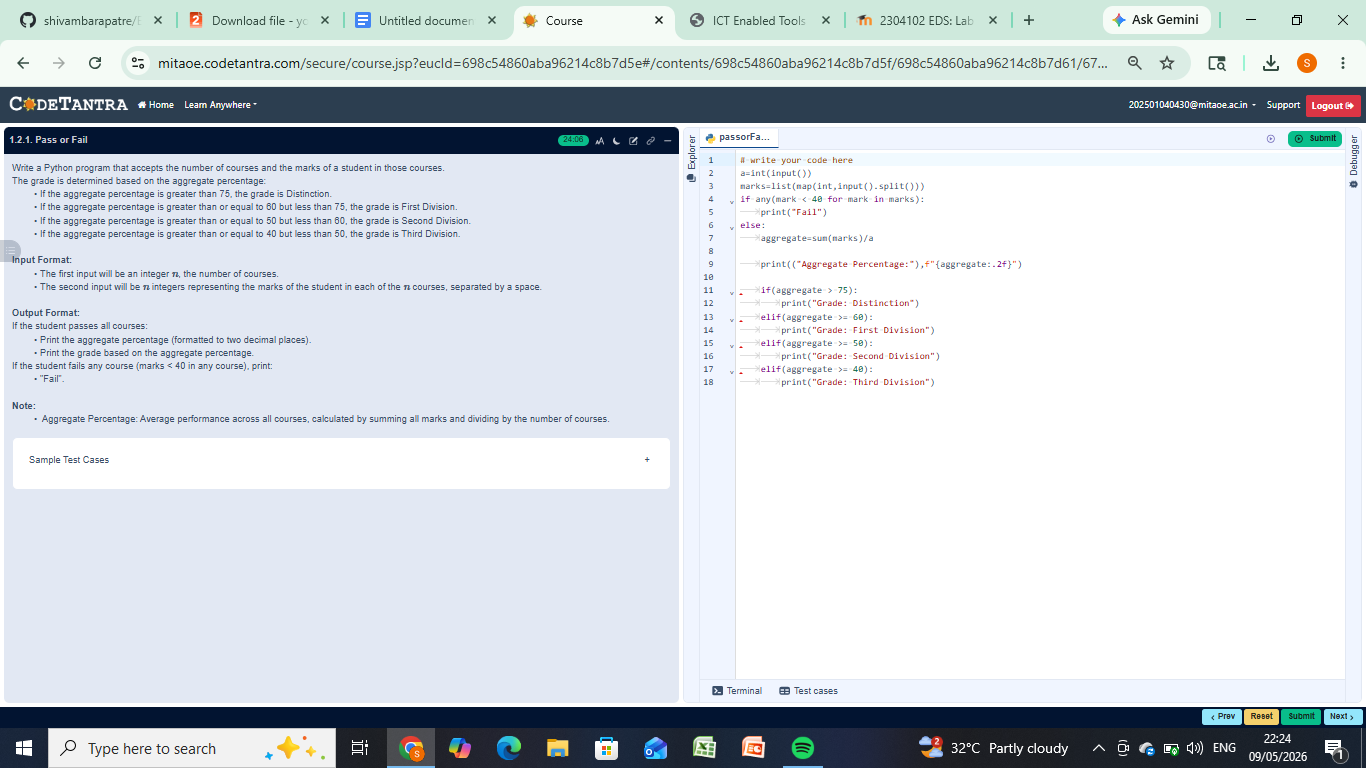 shivambarapatre/E
Download file - yo
Untitled documen
Course
ICT Enabled Tools
2304102 EDS: Lab
Ask Gemini
mitaoe.codetantra.com/secure/course.jsp?eucId=698c54860aba96214c8b7d5e#/contents/698c54860aba96214c8b7d5f/698c54860aba96214c8b7d61/67...
CODETANTRA
Home
Learn Anywhere
202501040430@mitaoe.ac.in
Support
Logout
1.2.1. Pass or Fail
24:06
Write a Python program that accepts the number of courses and the marks of a student in those courses.
The grade is determined based on the aggregate percentage:
• If the aggregate percentage is greater than 75, the grade is Distinction.
• If the aggregate percentage is greater than or equal to 60 but less than 75, the grade is First Division.
• If the aggregate percentage is greater than or equal to 50 but less than 60, the grade is Second Division.
• If the aggregate percentage is greater than or equal to 40 but less than 50, the grade is Third Division.
Input Format:
• The first input will be an integer n, the number of courses.
• The second input will be n integers representing the marks of the student in each of the n courses, separated by a space.
Output Format:
If the student passes all courses:
• Print the aggregate percentage (formatted to two decimal places).
• Print the grade based on the aggregate percentage.
If the student fails any course (marks < 40 in any course), print:
• "Fail".
Note:
• Aggregate Percentage: Average performance across all courses, calculated by summing all marks and dividing by the number of courses.
Sample Test Cases
+
Explorer
passorFa...
Submit
Debugger
1 # write your code here
2 a=int(input())
3 marks=list(map(int,input().split()))
4 if any(mark < 40 for mark in marks):
5 print("Fail")
6 else:
7 aggregate=sum(marks)/a
8
9 print(("Aggregate Percentage:"),f"{aggregate:.2f}")
10
11 if(aggregate > 75):
12 print("Grade: Distinction")
13 elif(aggregate >= 60):
14 print("Grade: First Division")
15 elif(aggregate >= 50):
16 print("Grade: Second Division")
17 elif(aggregate >= 40):
18 print("Grade: Third Division")
Terminal
Test cases
Prev
Reset
Submit
Next
Type here to search
32°C Partly cloudy
ENG
22:24
09/05/2026